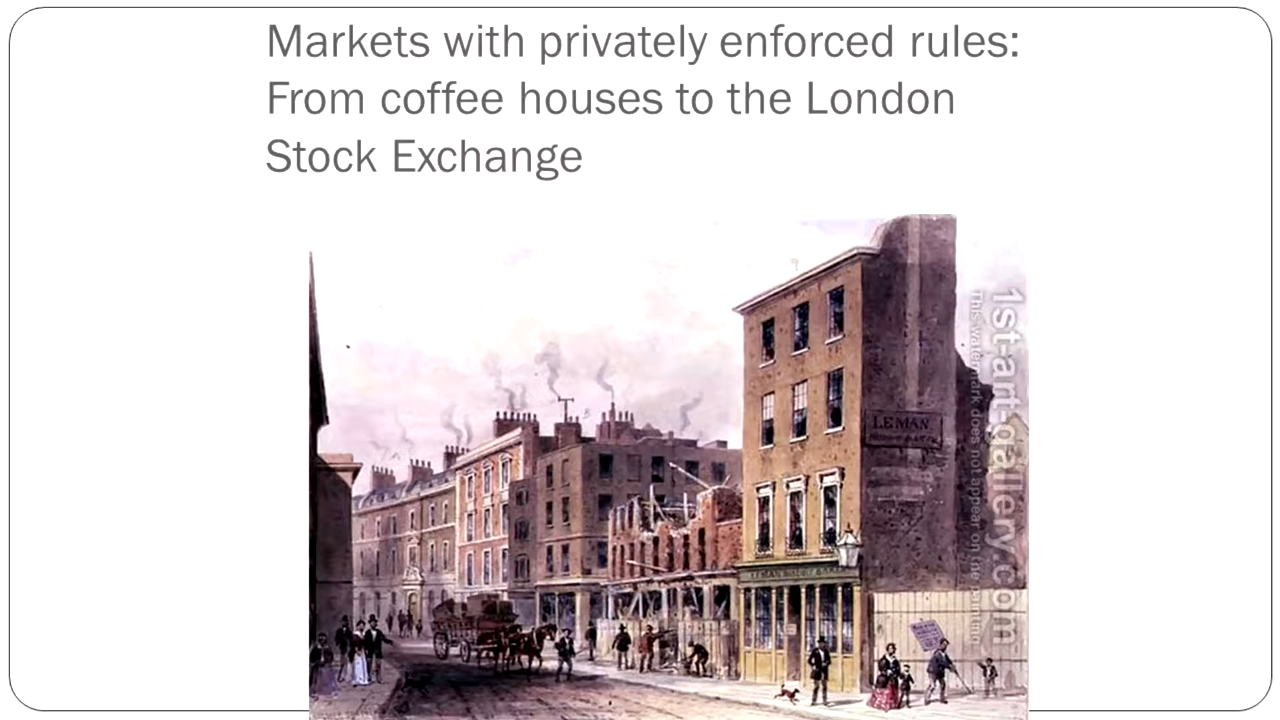 Markets with privately enforced rules:
From coffee houses to the London
Stock Exchange
LEMAN
1st-art-gallery.com
This watermark does not appear on the painting